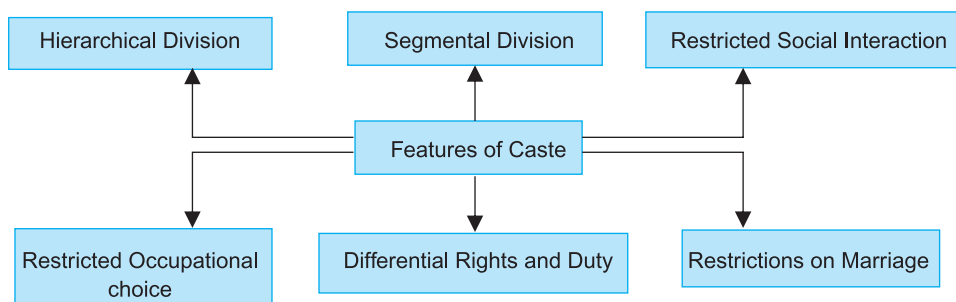 Hierarchical Division
Segmental Division
Restricted Social Interaction
Features of Caste
Restricted Occupational
choice
Differential Rights and Duty
Restrictions on Marriage